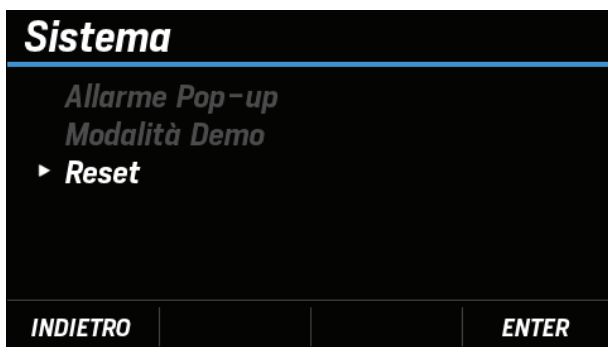 Sistema
Allarme Pop-up
Modalità Demo
Reset
INDIETRO ENTER